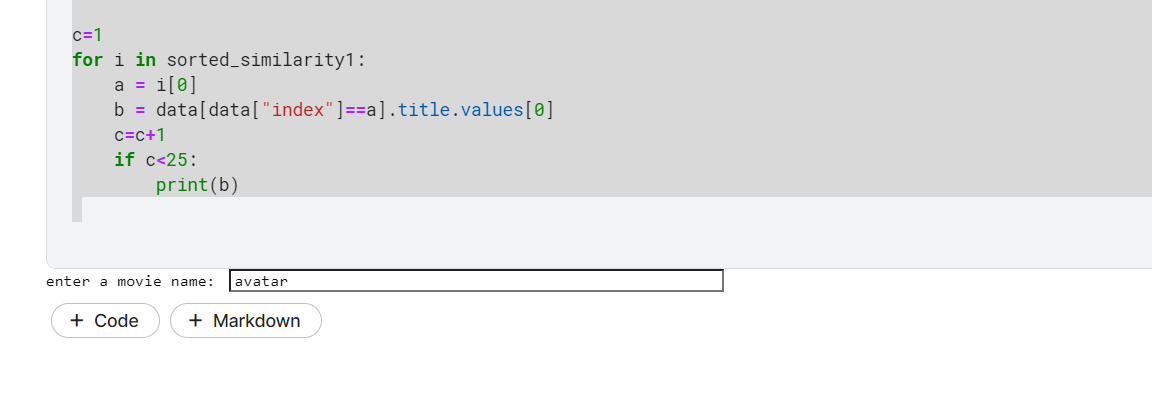 c=1
for i in sorted_similarity1:
    a = i[0]
    b = data[data["index"]==a].title.values[0]
    c=c+1
    if c<25:
        print(b)
enter a movie name: avatar
+ Code + Markdown